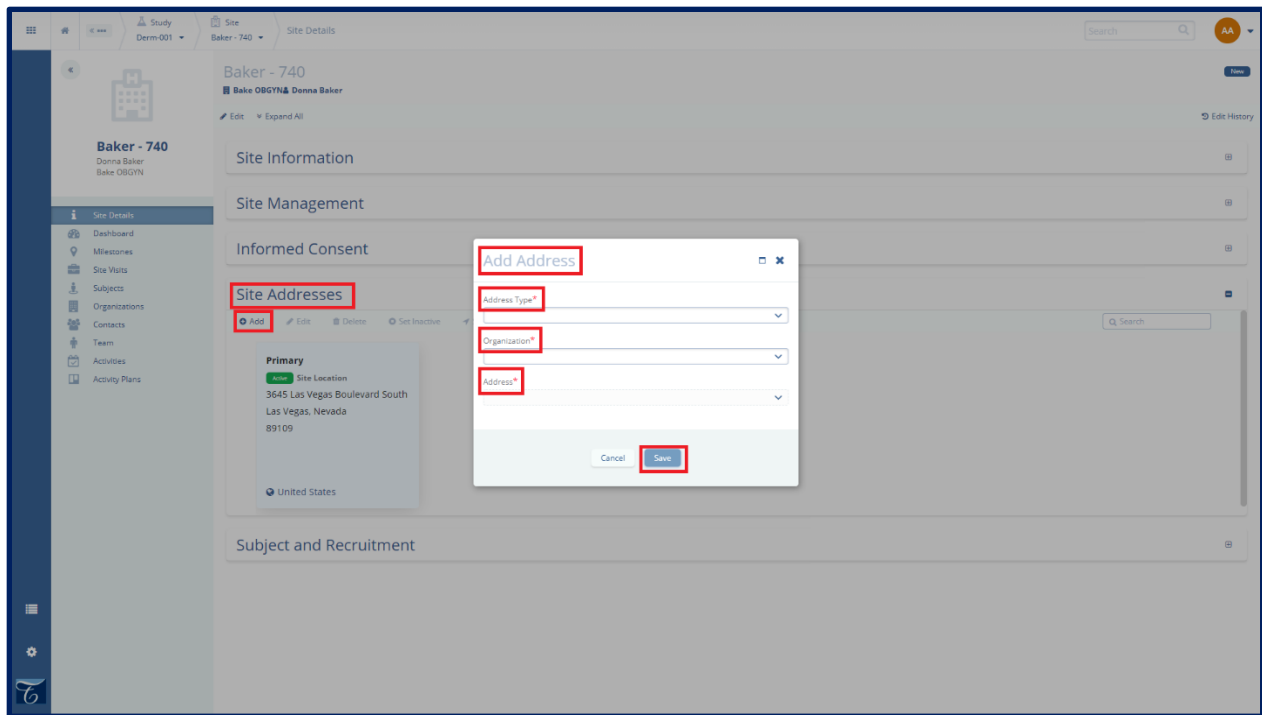 Study
Derm-001
Site
Baker - 740
Site Details
Search
AA
Baker - 740
Donna Baker
Bake OBGYN
Site Details
Dashboard
Milestones
Site Visits
Subjects
Organizations
Contacts
Team
Activities
Activity Plans
Baker - 740
Bake OBGYN Donna Baker
New
Edit Expand All
Edit History
Site Information
Site Management
Informed Consent
Site Addresses
Add Edit Delete Set Inactive
Search
Primary
Active Site Location
3645 Las Vegas Boulevard South
Las Vegas, Nevada
89109
United States
Subject and Recruitment
Add Address
Address Type*
Organization*
Address*
Cancel Save